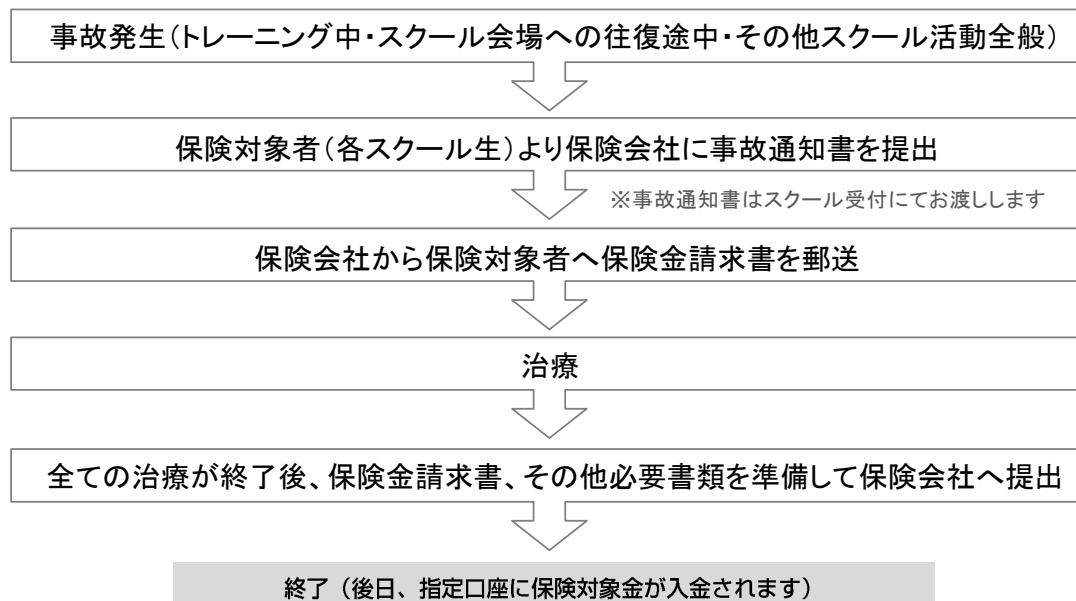 事故発生(トレーニング中・スクール会場への往復途中・その他スクール活動全般)
保険対象者(各スクール生)より保険会社に事故通知書を提出
※事故通知書はスクール受付にてお渡しします
保険会社から保険対象者へ保険金請求書を郵送
治療
全ての治療が終了後、保険金請求書、その他必要書類を準備して保険会社へ提出
終了（後日、指定口座に保険対象金が入金されます）